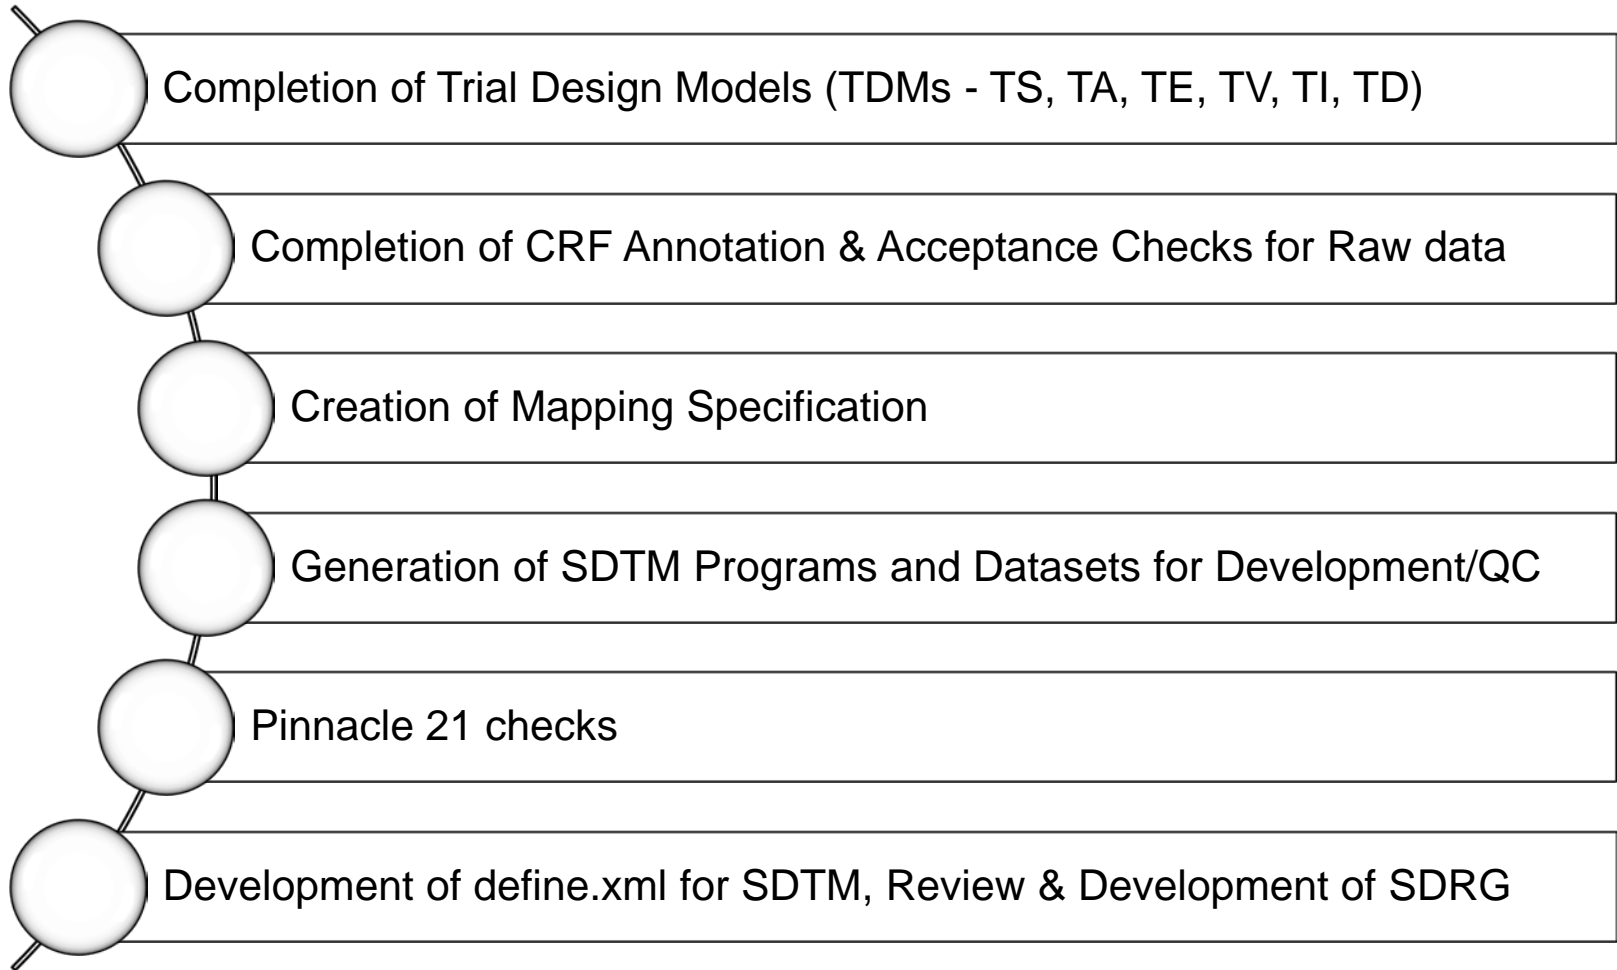 Completion of Trial Design Models (TDMs - TS, TA, TE, TV, TI, TD)
Completion of CRF Annotation & Acceptance Checks for Raw data
Creation of Mapping Specification
Generation of SDTM Programs and Datasets for Development/QC
Pinnacle 21 checks
Development of define.xml for SDTM, Review & Development of SDRG